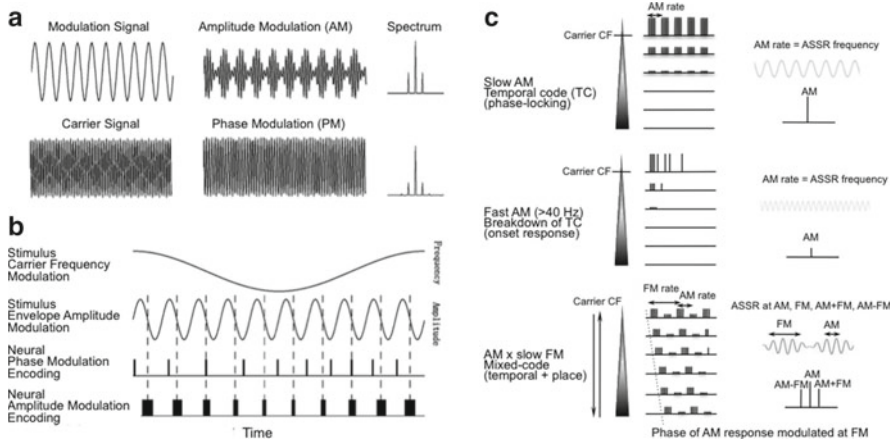 a
Modulation Signal
Amplitude Modulation (AM)
Spectrum
Carrier Signal
Phase Modulation (PM)
b
Stimulus
Carrier Frequency
Modulation
Frequency
Stimulus
Envelope Amplitude
Modulation
Amplitude
Neural
Phase Modulation
Encoding
Neural
Amplitude Modulation
Encoding
Time
c
AM rate
Carrier CF
Slow AM
Temporal code (TC)
(phase-locking)
AM rate = ASSR frequency
AM
Carrier CF
Fast AM (>40 Hz)
Breakdown of TC
(onset response)
AM rate = ASSR frequency
AM
FM rate
AM rate
Carrier CF
AM x slow FM
Mixed-code
(temporal + place)
ASSR at AM, FM, AM+FM, AM-FM
FM
AM
AM
AM-FM
AM+FM
Phase of AM response modulated at FM